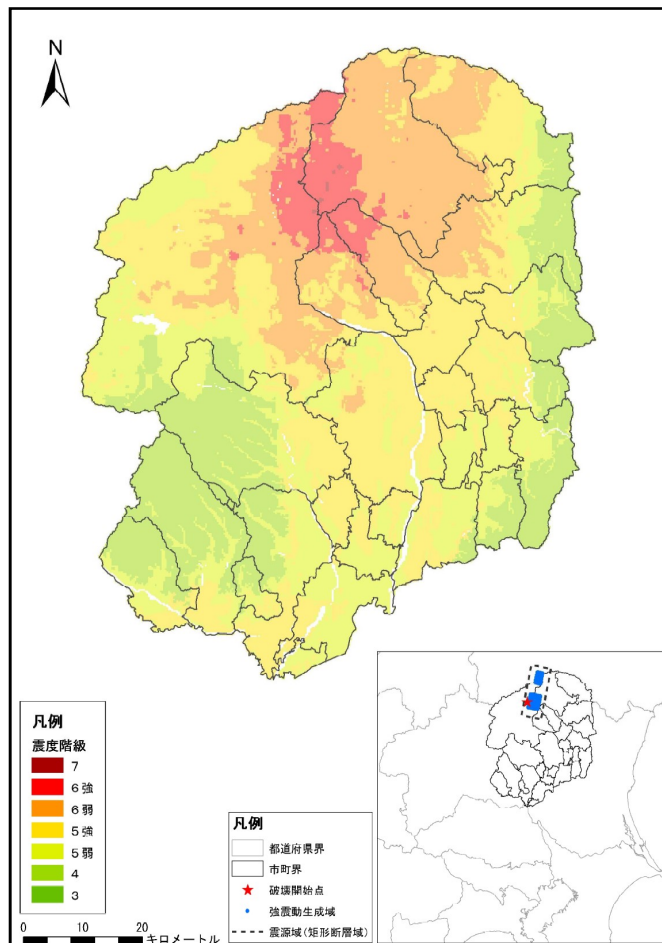 N
凡例
震度階級
7
6強
6弱
5強
5弱
4
3
0 10 20
キロメートル
凡例
都道府県界
市町界
破壊開始点
強震動生成域
震源域(矩形断層域)